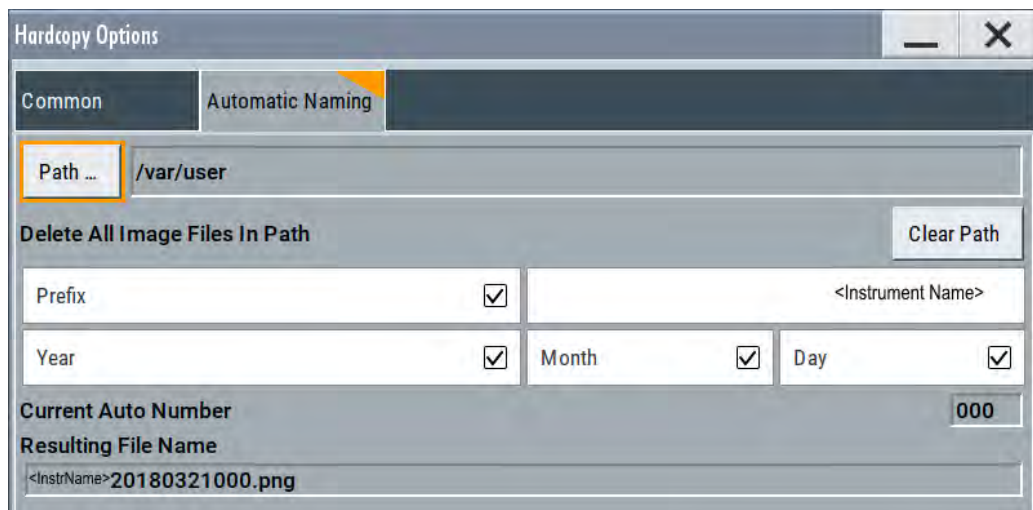 Hardcopy Options
Common Automatic Naming
Path ... /var/user
Delete All Image Files In Path Clear Path
Prefix <Instrument Name>
Year Month Day
Current Auto Number 000
Resulting File Name
<InstrName>20180321000.png